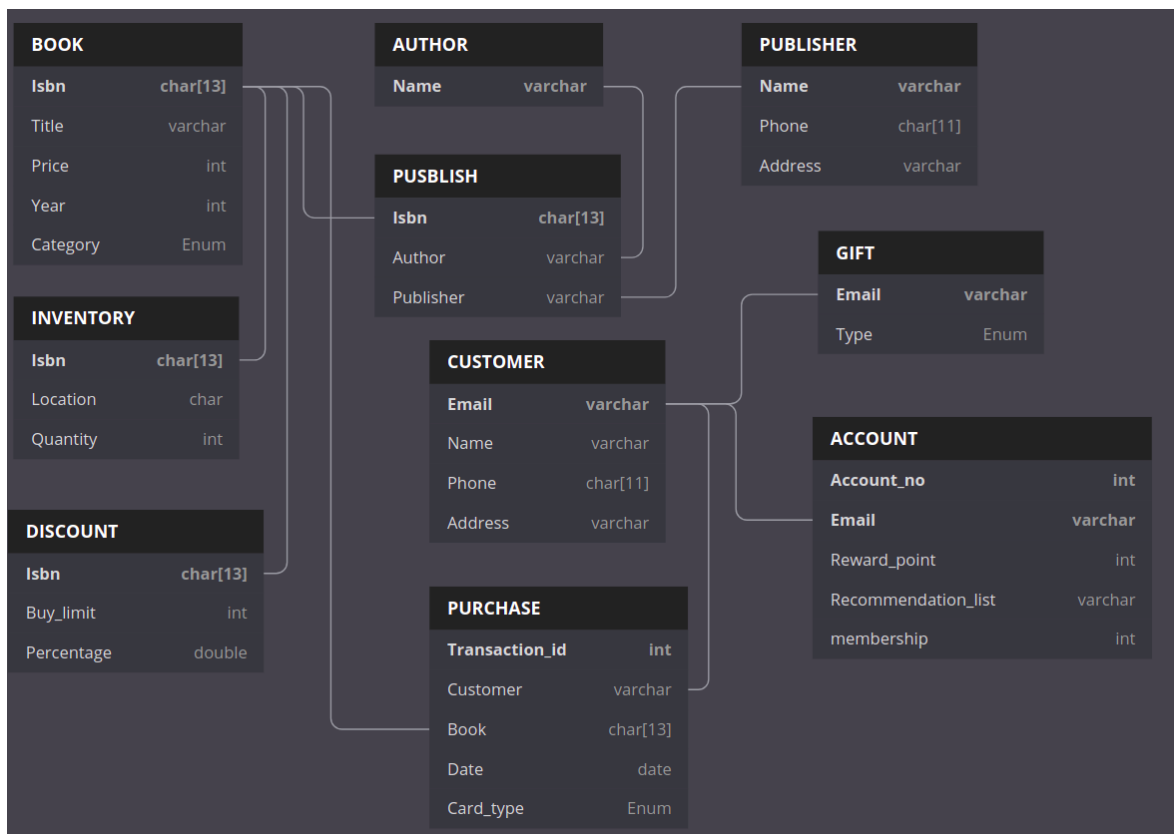 BOOK
Isbn char[13]
Title varchar
Price int
Year int
Category Enum
INVENTORY
Isbn char[13]
Location char
Quantity int
DISCOUNT
Isbn char[13]
Buy_limit int
Percentage double
AUTHOR
Name varchar
PUSBLISH
Isbn char[13]
Author varchar
Publisher varchar
CUSTOMER
Email varchar
Name varchar
Phone char[11]
Address varchar
PURCHASE
Transaction_id int
Customer varchar
Book char[13]
Date date
Card_type Enum
PUBLISHER
Name varchar
Phone char[11]
Address varchar
GIFT
Email varchar
Type Enum
ACCOUNT
Account_no int
Email varchar
Reward_point int
Recommendation_list varchar
membership int